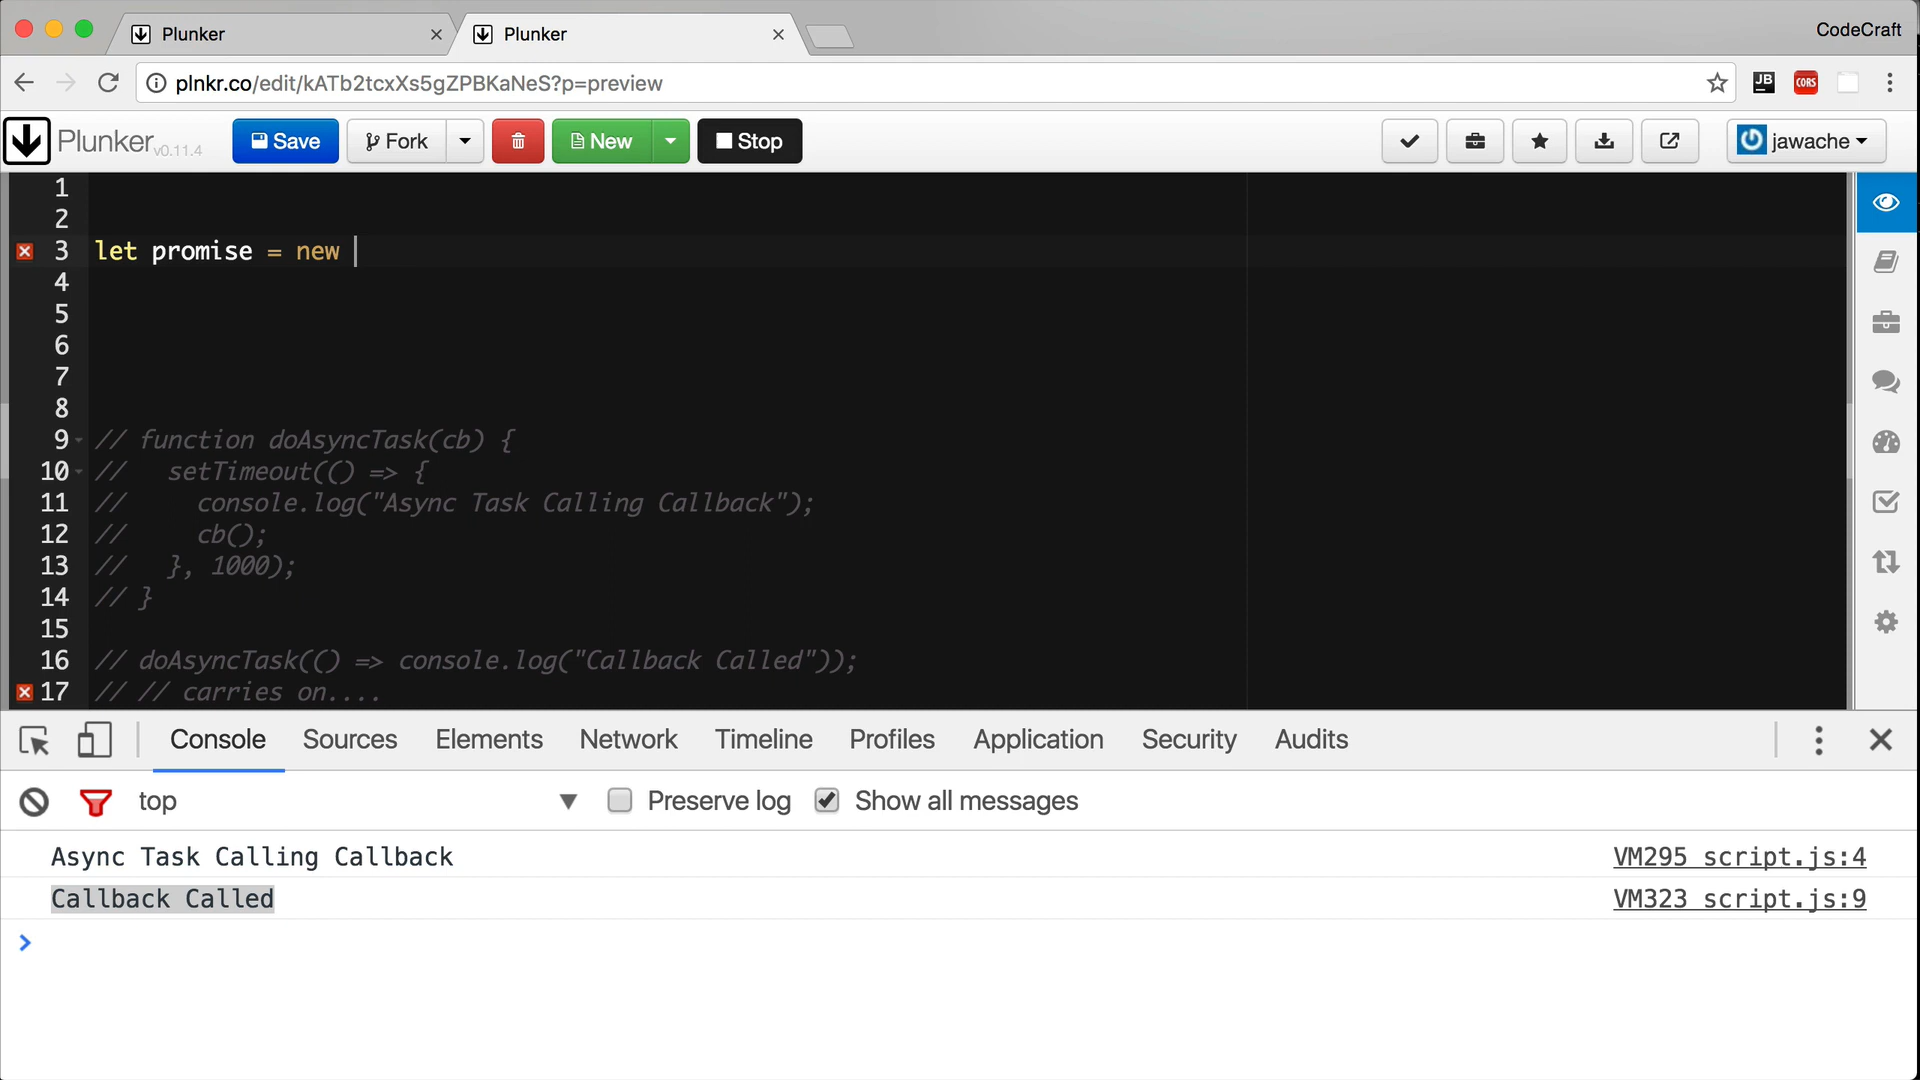 Plunker
Plunker
CodeCraft
plnkr.co/edit/kATb2tcxXs5gZPBKaNeS?p=preview
JB
CORS
Plunker v0.11.4
Save
Fork
New
Stop
jawache
1
2
3 let promise = new
4
5
6
7
8
9 // function doAsyncTask(cb) {
10 //   setTimeout(() => {
11 //     console.log("Async Task Calling Callback");
12 //     cb();
13 //   }, 1000);
14 // }
15
16 // doAsyncTask(() => console.log("Callback Called"));
17 // // carries on....
Console Sources Elements Network Timeline Profiles Application Security Audits
top Preserve log Show all messages
Async Task Calling Callback VM295 script.js:4
Callback Called VM323 script.js:9
>